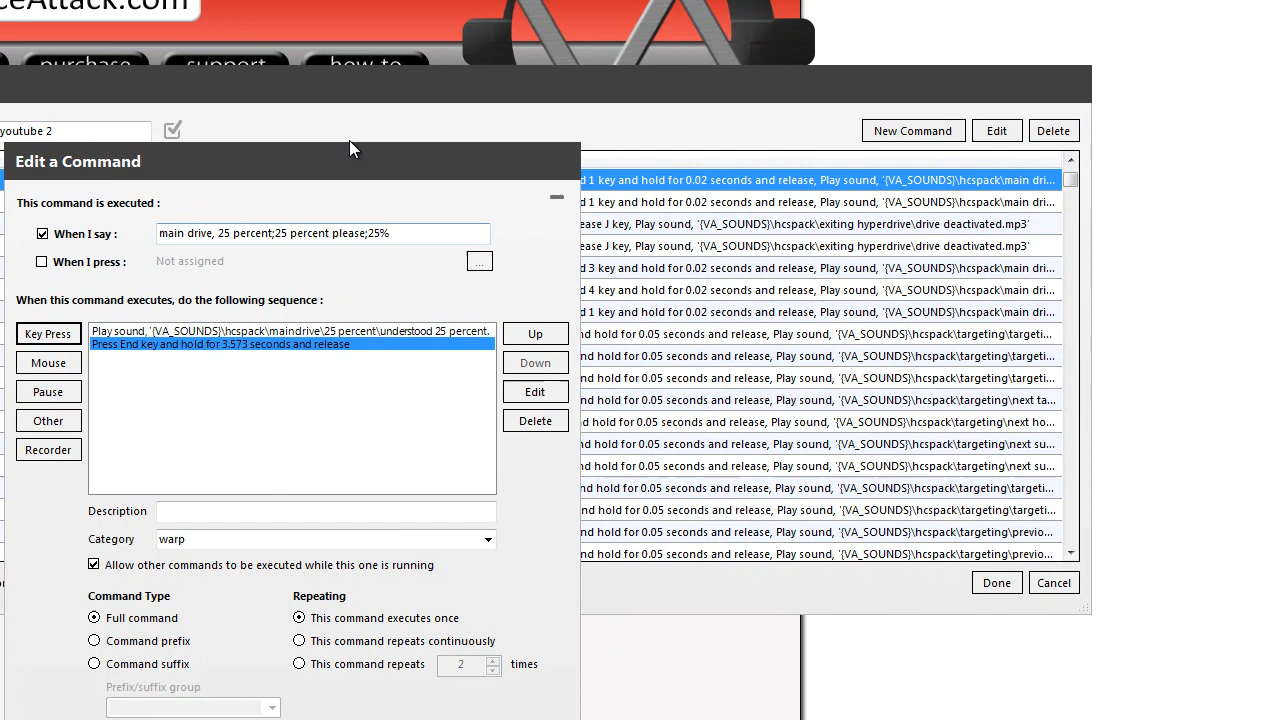 ceAttack.com
purchase support how-to
youtube 2
New Command Edit Delete
Edit a Command
This command is executed :
When I say : main drive, 25 percent;25 percent please;25%
When I press : Not assigned ...
When this command executes, do the following sequence :
Key Press
Mouse
Pause
Other
Recorder
Play sound, '{VA_SOUNDS}\hcspack\maindrive\25 percent\understood 25 percent.
Press End key and hold for 3.573 seconds and release
Up
Down
Edit
Delete
Description
Category warp
Allow other commands to be executed while this one is running
Command Type
Full command
Command prefix
Command suffix
Prefix/suffix group
Repeating
This command executes once
This command repeats continuously
This command repeats 2 times
d 1 key and hold for 0.02 seconds and release, Play sound, '{VA_SOUNDS}\hcspack\main dri...
d 1 key and hold for 0.02 seconds and release, Play sound, '{VA_SOUNDS}\hcspack\main dri...
ease J key, Play sound, '{VA_SOUNDS}\hcspack\exiting hyperdrive\drive deactivated.mp3'
ease J key, Play sound, '{VA_SOUNDS}\hcspack\exiting hyperdrive\drive deactivated.mp3'
d 3 key and hold for 0.02 seconds and release, Play sound, '{VA_SOUNDS}\hcspack\main dri...
d 4 key and hold for 0.02 seconds and release, Play sound, '{VA_SOUNDS}\hcspack\main dri...
d 1 key and hold for 0.02 seconds and release, Play sound, '{VA_SOUNDS}\hcspack\main dri...
nd hold for 0.05 seconds and release, Play sound, '{VA_SOUNDS}\hcspack\targeting\targeti...
nd hold for 0.05 seconds and release, Play sound, '{VA_SOUNDS}\hcspack\targeting\targeti...
nd hold for 0.05 seconds and release, Play sound, '{VA_SOUNDS}\hcspack\targeting\targeti...
nd hold for 0.05 seconds and release, Play sound, '{VA_SOUNDS}\hcspack\targeting\next ta...
nd hold for 0.05 seconds and release, Play sound, '{VA_SOUNDS}\hcspack\targeting\next ho...
nd hold for 0.05 seconds and release, Play sound, '{VA_SOUNDS}\hcspack\targeting\next su...
nd hold for 0.05 seconds and release, Play sound, '{VA_SOUNDS}\hcspack\targeting\next su...
nd hold for 0.05 seconds and release, Play sound, '{VA_SOUNDS}\hcspack\targeting\targeti...
nd hold for 0.05 seconds and release, Play sound, '{VA_SOUNDS}\hcspack\targeting\targeti...
nd hold for 0.05 seconds and release, Play sound, '{VA_SOUNDS}\hcspack\targeting\previo...
nd hold for 0.05 seconds and release, Play sound, '{VA_SOUNDS}\hcspack\targeting\previo...
Done Cancel